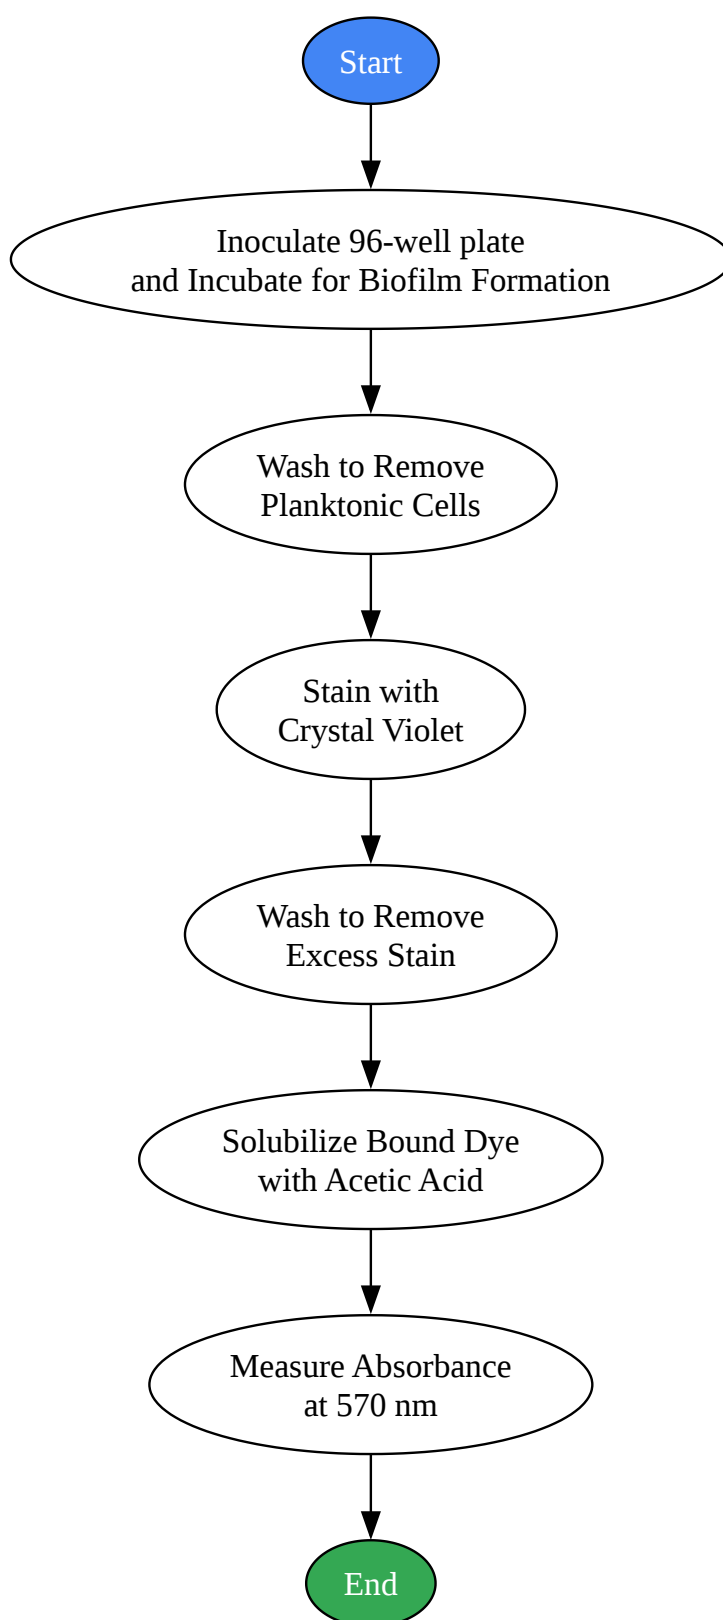 Start
Inoculate 96-well plate
and Incubate for Biofilm Formation
Wash to Remove
Planktonic Cells
Stain with
Crystal Violet
Wash to Remove
Excess Stain
Solubilize Bound Dye
with Acetic Acid
Measure Absorbance
at 570 nm
End